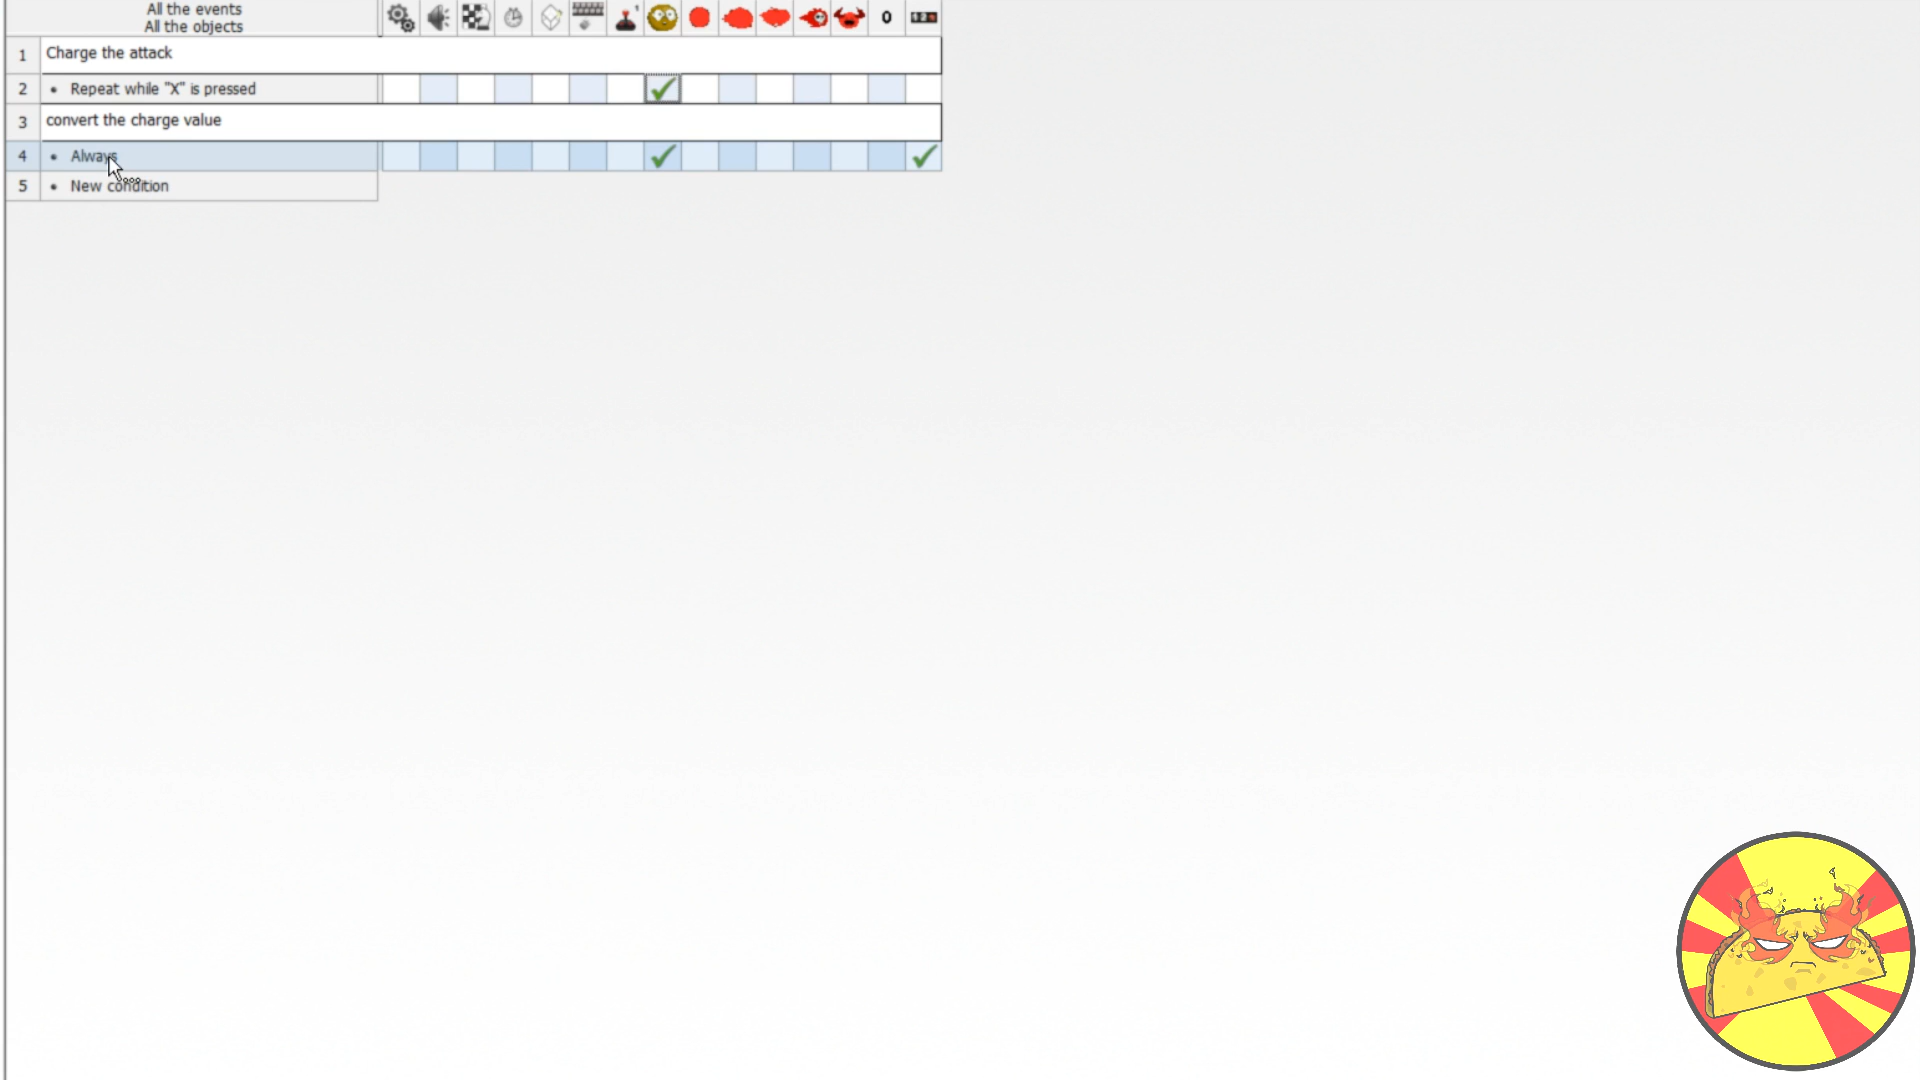 All the events
All the objects
0
1 Charge the attack
2 • Repeat while "X" is pressed
3 convert the charge value
4 • Always
5 • New condition